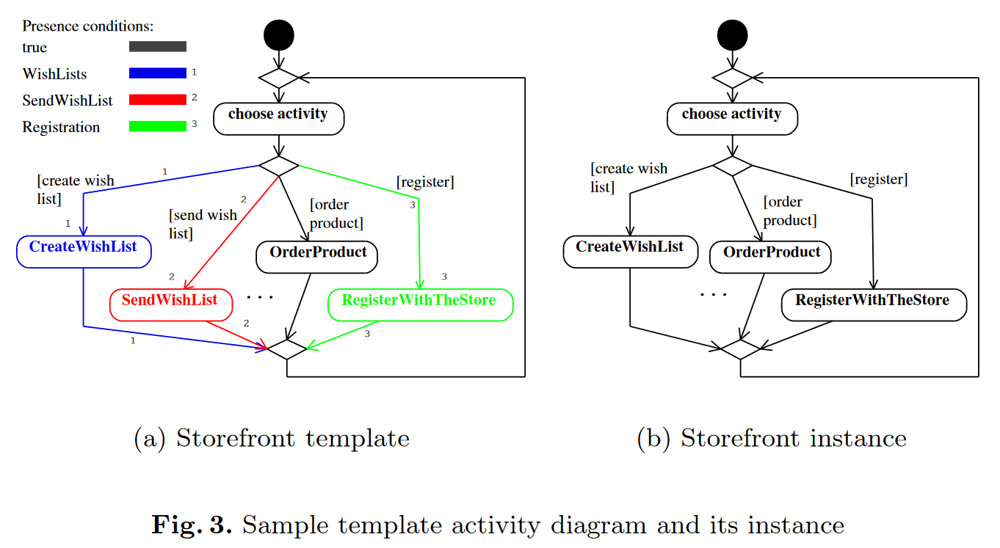 Presence conditions:
true
WishLists 1
SendWishList 2
Registration 3
choose activity
1
[create wish
list]
2
[send wish
list]
[order
product]
[register]
3
1
CreateWishList
OrderProduct
2
3
SendWishList
. . .
RegisterWithTheStore
2
1
3
choose activity
[create wish
list]
[order
product]
[register]
CreateWishList
OrderProduct
. . .
RegisterWithTheStore
(a) Storefront template
(b) Storefront instance
Fig. 3. Sample template activity diagram and its instance